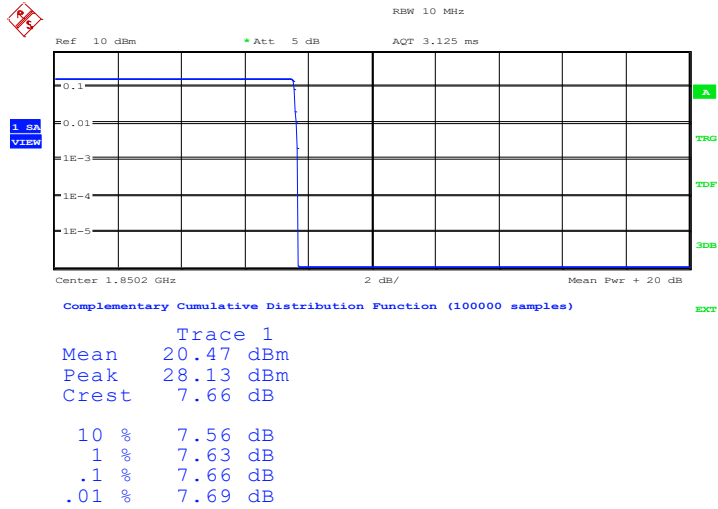 R S
RBW 10 MHz
Ref 10 dBm * Att 5 dB AQT 3.125 ms
0.1
A
0.01
1 SA
VIEW
TRG
1E-3
TDF
1E-4
1E-5
3DB
Center 1.8502 GHz 2 dB/ Mean Pwr + 20 dB
Complementary Cumulative Distribution Function (100000 samples)
EXT
Trace 1
Mean 20.47 dBm
Peak 28.13 dBm
Crest 7.66 dB
10 % 7.56 dB
1 % 7.63 dB
.1 % 7.66 dB
.01 % 7.69 dB